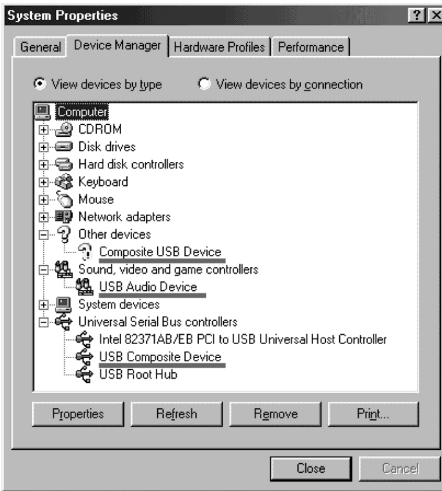 System Properties
General Device Manager Hardware Profiles Performance
View devices by type View devices by connection
Computer
CDROM
Disk drives
Hard disk controllers
Keyboard
Mouse
Network adapters
Other devices
Composite USB Device
Sound, video and game controllers
USB Audio Device
System devices
Universal Serial Bus controllers
Intel 82371AB/EB PCI to USB Universal Host Controller
USB Composite Device
USB Root Hub
Properties Refresh Remove Print...
Close Cancel